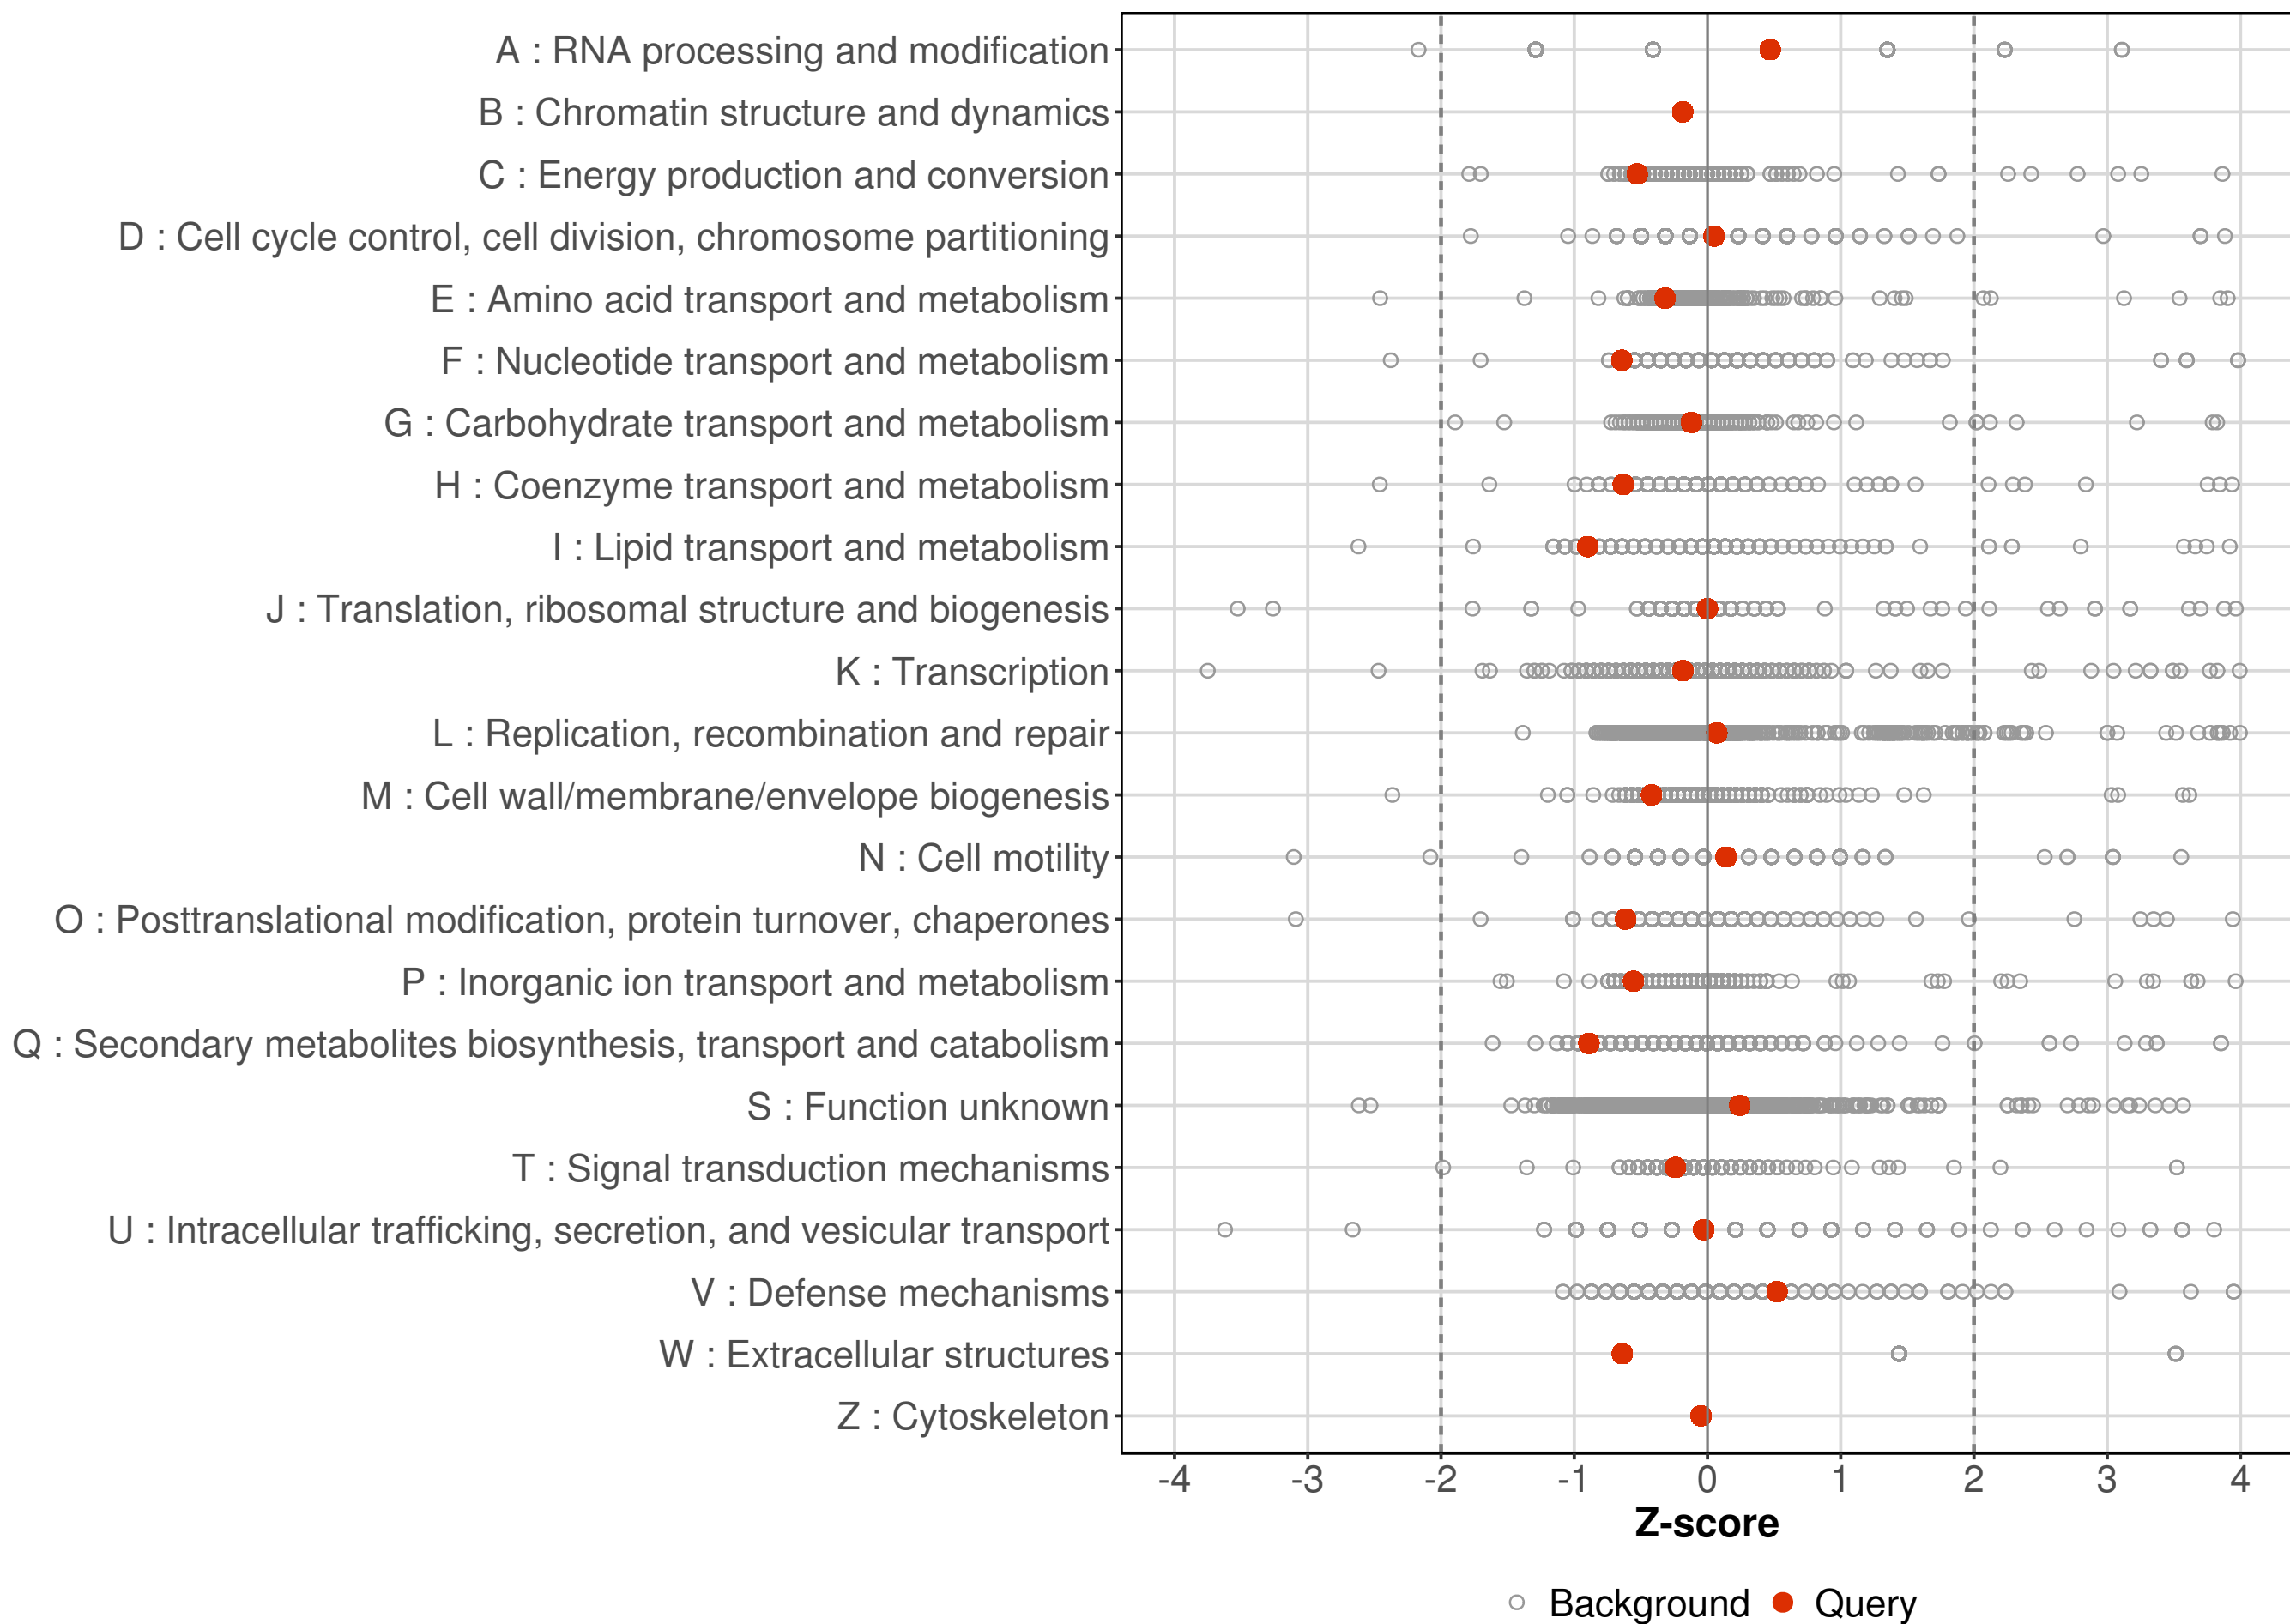 A : RNA processing and modification
B : Chromatin structure and dynamics
C : Energy production and conversion
D : Cell cycle control, cell division, chromosome partitioning
E : Amino acid transport and metabolism
F : Nucleotide transport and metabolism
G : Carbohydrate transport and metabolism
H : Coenzyme transport and metabolism
I : Lipid transport and metabolism
J : Translation, ribosomal structure and biogenesis
K : Transcription
L : Replication, recombination and repair
M : Cell wall/membrane/envelope biogenesis
N : Cell motility
O : Posttranslational modification, protein turnover, chaperones
P : Inorganic ion transport and metabolism
Q : Secondary metabolites biosynthesis, transport and catabolism
S : Function unknown
T : Signal transduction mechanisms
U : Intracellular trafficking, secretion, and vesicular transport
V : Defense mechanisms
W : Extracellular structures
Z : Cytoskeleton
-4 -3 -2 -1 0 1 2 3 4
Z-score
Background Query